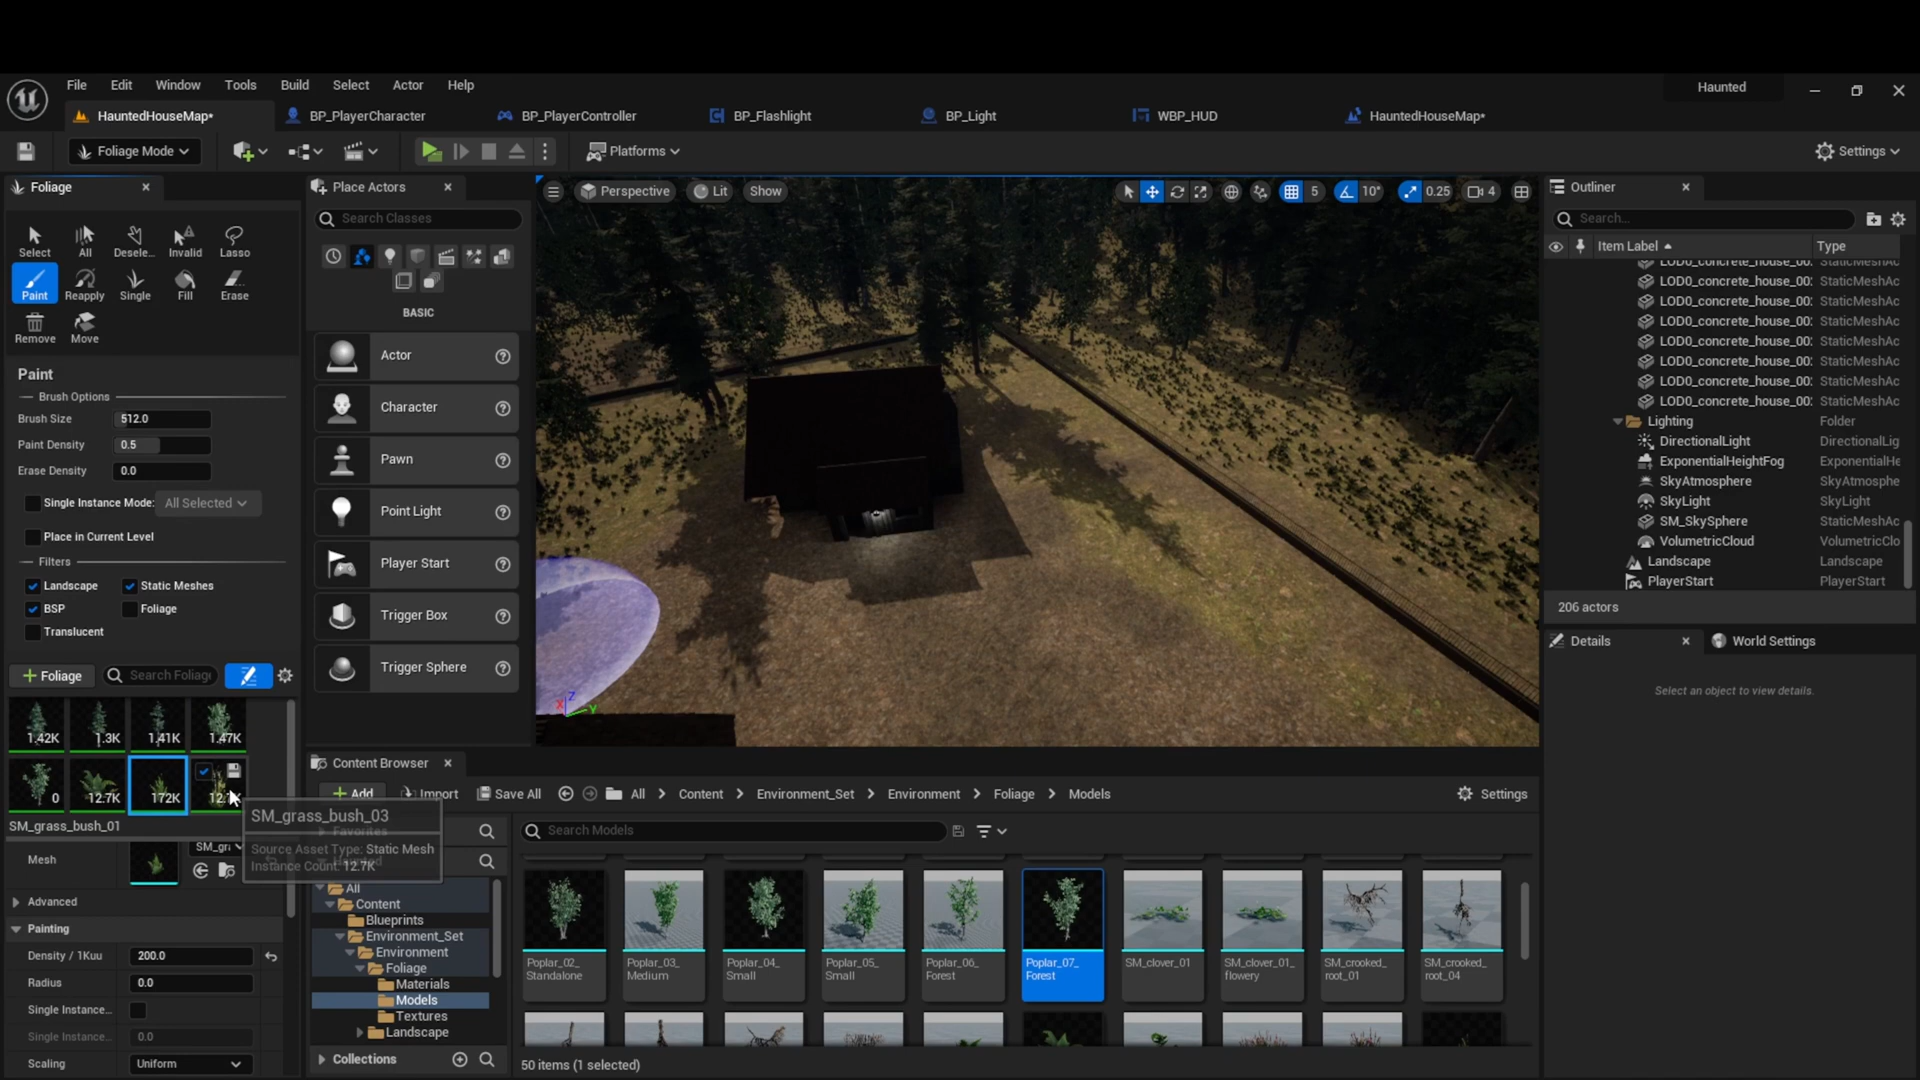 File Edit Window Tools Build Select Actor Help
Haunted
HauntedHouseMap* BP_PlayerCharacter BP_PlayerController BP_Flashlight BP_Light WBP_HUD HauntedHouseMap*
Foliage Mode Platforms Settings
Foliage
Select All Desele... Invalid Lasso
Paint Reapply Single Fill Erase
Remove Move
Paint
Brush Options
Brush Size 512.0
Paint Density 0.5
Erase Density 0.0
Single Instance Mode: All Selected
Place in Current Level
Filters
Landscape Static Meshes
BSP Foliage
Translucent
Foliage Search Foliag
1.42K 1.3K 1.41K 1.47K
0 12.7K 172K
SM_grass_bush_01
Mesh
Advanced
Painting
Density / 1Kuu 200.0
Radius 0.0
Single Instance...
Single Instance... 0.0
Scaling Uniform
SM_grass_bush_03
Source Asset Type: Static Mesh
Instance Count: 12.7K
Place Actors
Search Classes
BASIC
Actor
Character
Pawn
Point Light
Player Start
Trigger Box
Trigger Sphere
Perspective Lit Show
5 10° 0.25 4
X Y Z
Content Browser
Add Import Save All All Content Environment_Set Environment Foliage Models Settings
Favorites
All
Content
Blueprints
Environment_Set
Environment
Foliage
Materials
Models
Textures
Landscape
Collections
Search Models
Poplar_02_
Standalone
Poplar_03_
Medium
Poplar_04_
Small
Poplar_05_
Small
Poplar_06_
Forest
Poplar_07_
Forest
SM_clover_01
SM_clover_01_
flowery
SM_crooked_
root_01
SM_crooked_
root_04
50 items (1 selected)
Outliner
Search...
Item Label Type
LOD0_concrete_house_00: StaticMeshAc
LOD0_concrete_house_00: StaticMeshAc
LOD0_concrete_house_00: StaticMeshAc
LOD0_concrete_house_00: StaticMeshAc
LOD0_concrete_house_00: StaticMeshAc
LOD0_concrete_house_00: StaticMeshAc
LOD0_concrete_house_00: StaticMeshAc
LOD0_concrete_house_00: StaticMeshAc
Lighting Folder
DirectionalLight DirectionalLig
ExponentialHeightFog ExponentialHe
SkyAtmosphere SkyAtmosphe
SkyLight SkyLight
SM_SkySphere StaticMeshAc
VolumetricCloud VolumetricClo
Landscape Landscape
PlayerStart PlayerStart
206 actors
Details World Settings
Select an object to view details.